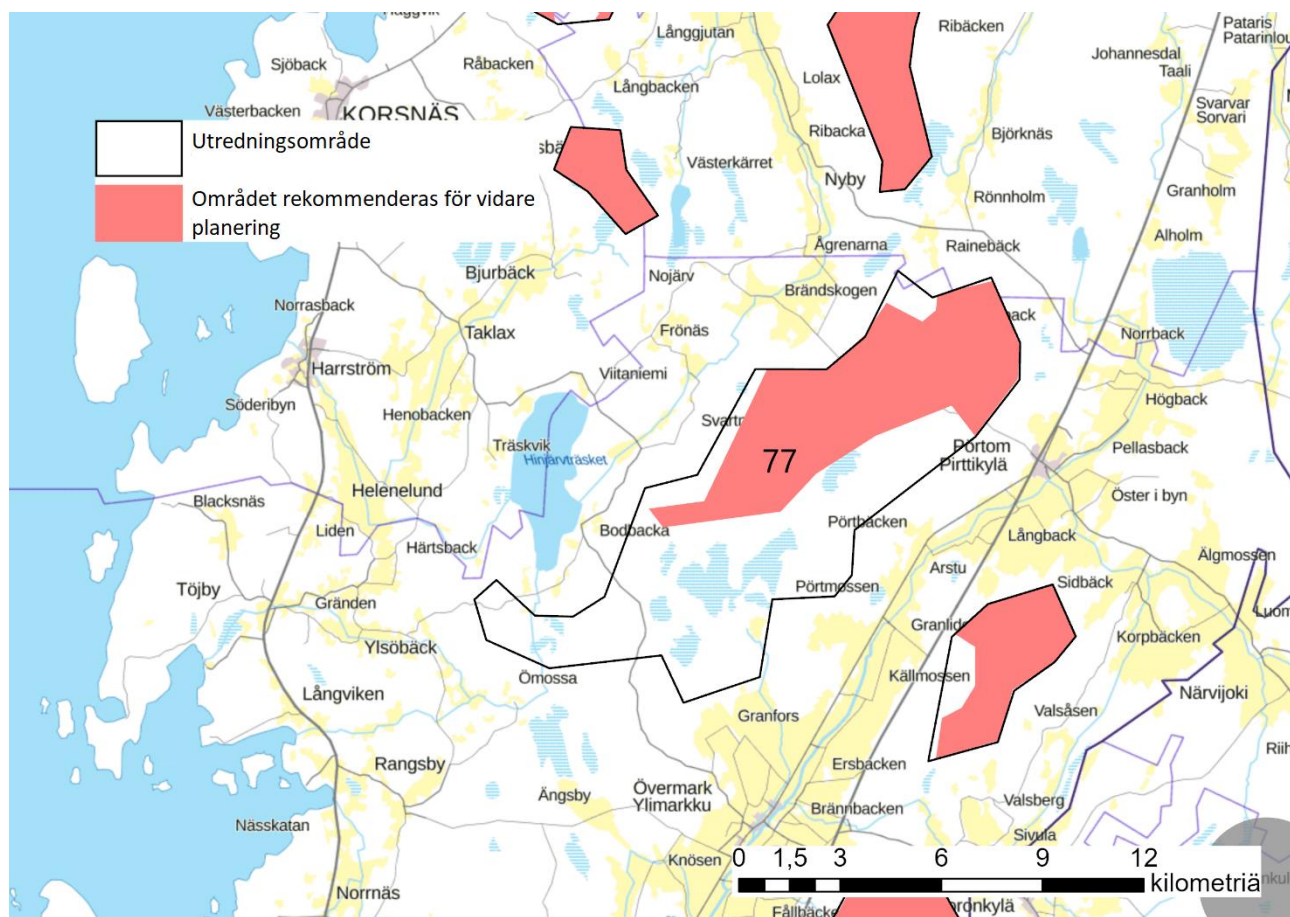 Långgjutan
Ribäcken
Pataris
Sjöback
Råbacken
Johannesdal
Taali
Lolax
Långbacken
Västerbacken
KORSNÄS
Svarvar
Sorvari
Ribacka
Björknäs
Utredningsområde
Västerkärret
Nyby
Området rekommenderas för vidare
planering
Rönnholm
Granholm
Alholm
Ågrenarna
Rainebäck
Bjurbäck
Nojärv
Brändskogen
Norrasback
Frönäs
Taklax
Norrback
Harrström
Viitaniemi
Söderibyn
Henobacken
Högback
Träskvik
Hinjärvträsket
77
Pörtom
Pirttikylä
Pellasback
Helenelund
Öster i byn
Blacksnäs
Liden
Bodbacka
Pörtbäcken
Långback
Härtsback
Älgmossen
Arstu
Sidbäck
Töjby
Pörtmossen
Gränden
Ylsöbäck
Korpbäcken
Ömossa
Källmossen
Närvijoki
Långviken
Valsåsen
Granfors
Rangsby
Ersbacken
Övermark
Ylimarkku
Ängsby
Brännbacken
Valsberg
Nässkatan
Sivula
Knösen
0 1,5 3 6 9 12
kilometriä
Norrnäs
Fållbäcken